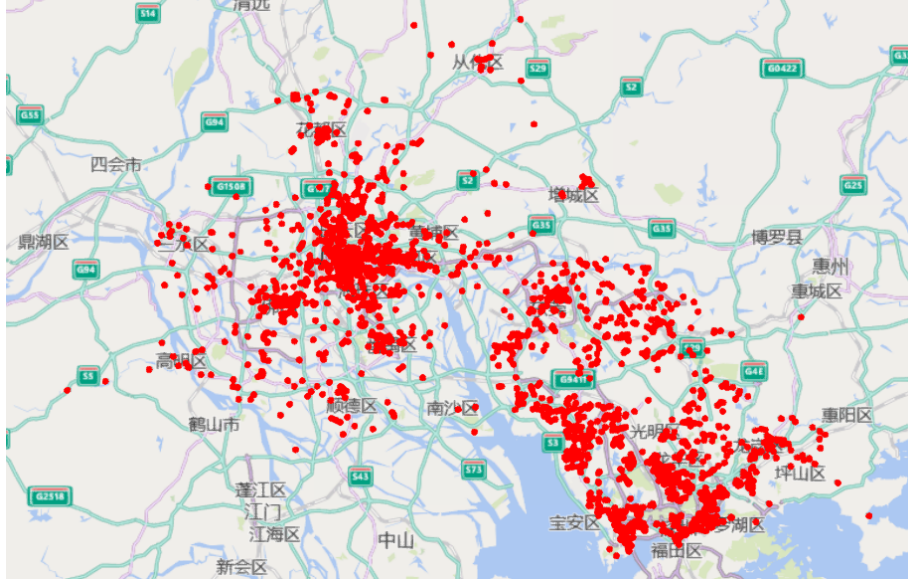 清远
S14
从化区
S29
G0422
S2
G55
G94
花都区
四会市
G1508
S2
增城区
G25
鼎湖区
三水区
黄埔区
G35
G35
博罗县
G94
惠州
重城区
高明区
S5
G9411
G4E
顺德区
南沙区
鹤山市
惠阳区
光明区
S3
坪山区
S43
S73
G2518
蓬江区
江门
江海区
中山
宝安区
罗湖区
福田区
新会区